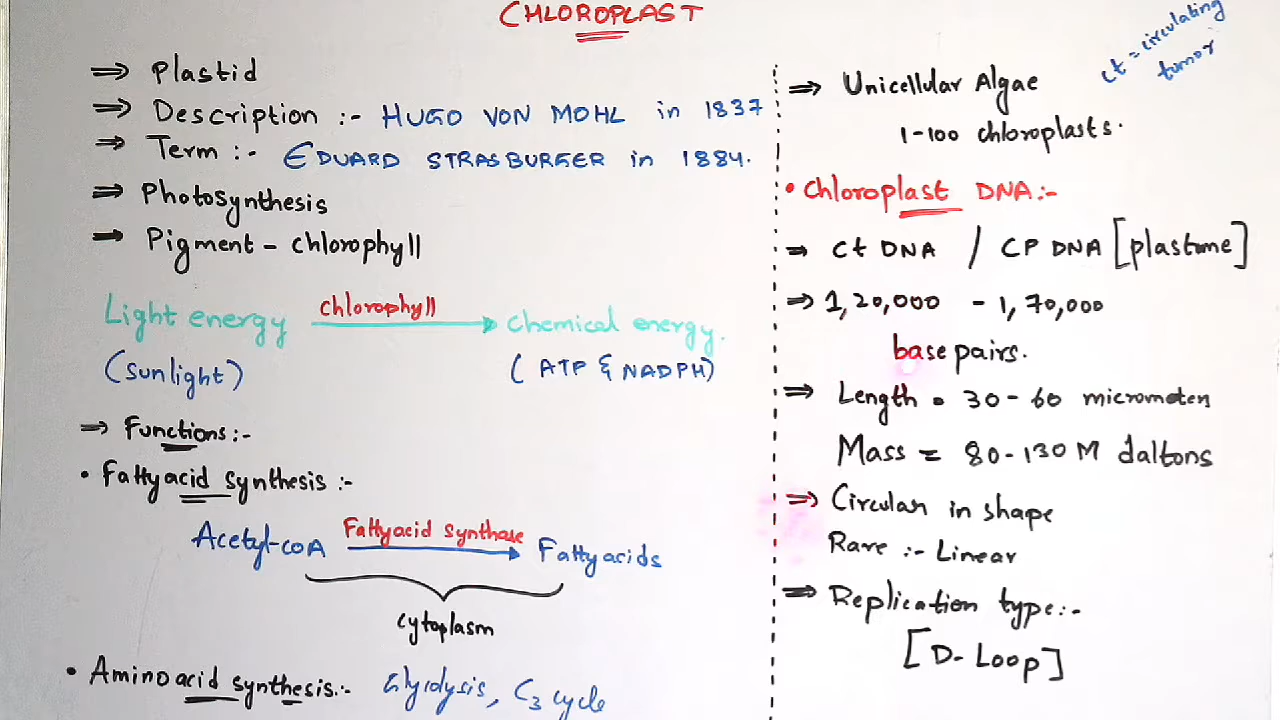 CHLOROPLAST
⇒ Plastid
⇒ Description :- HUGO VON MOHL in 1837
⇒ Term :- EDUARD STRASBURGER in 1884.
⇒ Photosynthesis
⇒ Pigment - chlorophyll
Light energy chlorophyll chemical energy.
(sunlight) (ATP & NADPH)
⇒ Functions :-
• Fattyacid synthesis :-
Acetyl-coA Fattyacid synthase Fattyacids
cytoplasm
• Aminoacid synthesis :- Glycolysis, C3 cycle
ct = circulating
tumor
⇒ Unicellular Algae
1-100 chloroplasts.
• Chloroplast DNA :-
⇒ Ct DNA / CP DNA [plastome]
⇒ 1,20,000 - 1,70,000
base pairs.
⇒ Length = 30-60 micrometers
Mass = 80-130 M daltons
⇒ Circular in shape
Rare :- Linear
⇒ Replication type :-
[D-Loop]